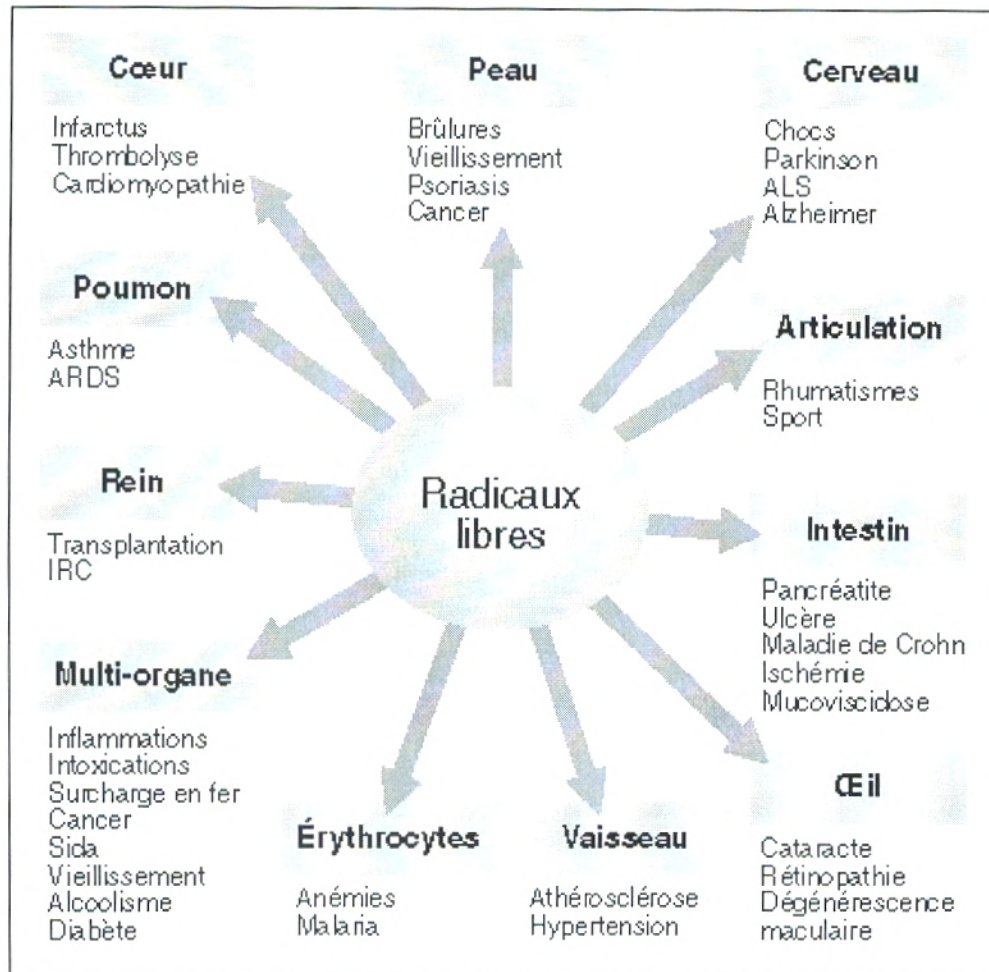 Cœur
Infarctus
Thrombolyse
Cardiomyopathie
Peau
Brûlures
Vieillissement
Psoriasis
Cancer
Cerveau
Chocs
Parkinson
ALS
Alzheimer
Poumon
Asthme
ARDS
Articulation
Rhumatismes
Sport
Radicaux
libres
Rein
Transplantation
IRC
Intestin
Pancréatite
Ulcère
Maladie de Crohn
Ischémie
Mucoviscidose
Multi-organe
Inflammations
Intoxications
Surcharge en fer
Cancer
Sida
Vieillissement
Alcoolisme
Diabète
Érythrocytes
Anémies
Malaria
Vaisseau
Athérosclérose
Hypertension
Œil
Cataracte
Rétinopathie
Dégénérescence
maculaire